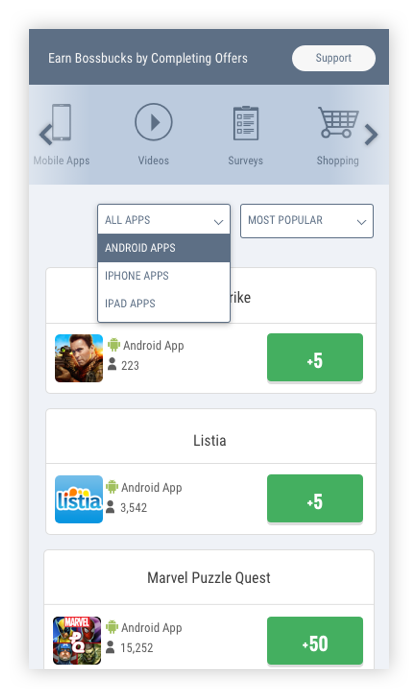 Earn Bossbucks by Completing Offers
Support
Mobile Apps
Videos
Surveys
Shopping
ALL APPS
MOST POPULAR
ANDROID APPS
IPHONE APPS
IPAD APPS
rike
Android App
223
+5
Listia
listia
Android App
3,542
+5
Marvel Puzzle Quest
MARVEL
PQ
Android App
15,252
+50